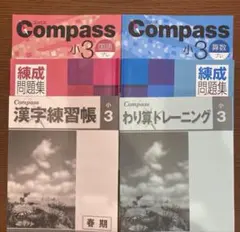 Compass
小3 国語
練成
問題集
Compass
漢字練習帳 小3
春期
Compass
小3 算数
練成
問題集
Compass
わり算トレーニング 小3